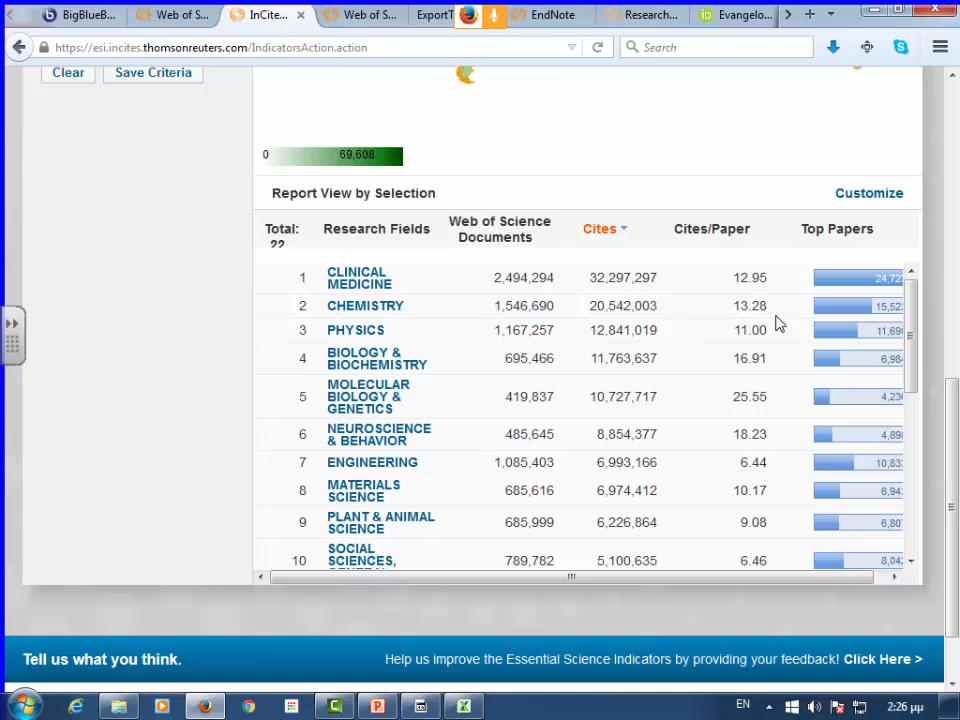 BigBlueB...
Web of S...
InCite...
Web of S...
ExportT
EndNote
Research...
Evangelo...
https://esi.incites.thomsonreuters.com/IndicatorsAction.action
Search
Clear
Save Criteria
0
69,608
Report View by Selection
Customize
Total: 22 Research Fields Web of Science Documents Cites Cites/Paper Top Papers
1 CLINICAL MEDICINE 2,494,294 32,297,297 12.95
2 CHEMISTRY 1,546,690 20,542,003 13.28
3 PHYSICS 1,167,257 12,841,019 11.00
4 BIOLOGY & BIOCHEMISTRY 695,466 11,763,637 16.91
5 MOLECULAR BIOLOGY & GENETICS 419,837 10,727,717 25.55
6 NEUROSCIENCE & BEHAVIOR 485,645 8,854,377 18.23
7 ENGINEERING 1,085,403 6,993,166 6.44
8 MATERIALS SCIENCE 685,616 6,974,412 10.17
9 PLANT & ANIMAL SCIENCE 685,999 6,226,864 9.08
10 SOCIAL SCIENCES, 789,782 5,100,635 6.46
Tell us what you think.
Help us improve the Essential Science Indicators by providing your feedback! Click Here >
EN
2:26 μμ